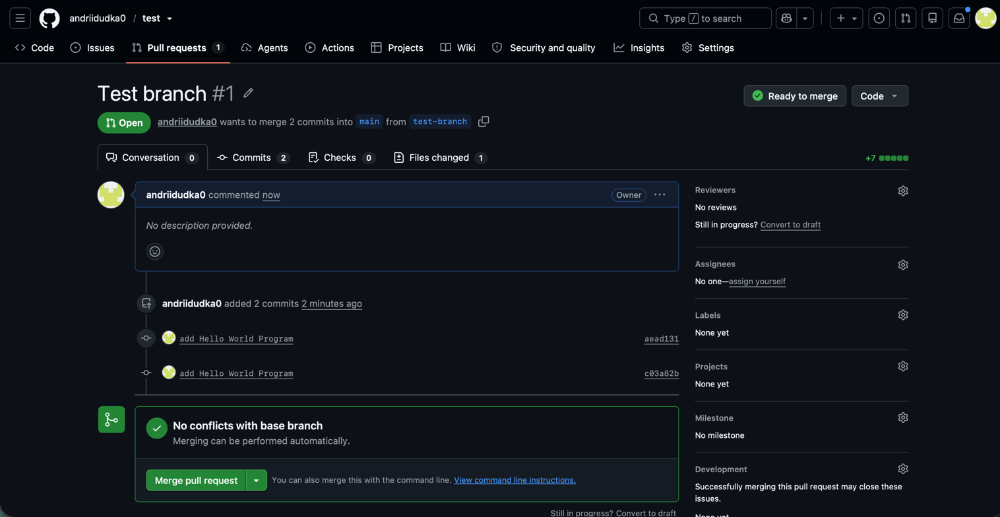 andriidudka0 / test
Type / to search
Code Issues Pull requests 1 Agents Actions Projects Wiki Security and quality Insights Settings
Test branch #1
Ready to merge Code
Open andriidudka0 wants to merge 2 commits into main from test-branch
Conversation 0 Commits 2 Checks 0 Files changed 1
+7
andriidudka0 commented now
Owner
No description provided.
andriidudka0 added 2 commits 2 minutes ago
add Hello World Program aead131
add Hello World Program c03a82b
No conflicts with base branch
Merging can be performed automatically.
Merge pull request You can also merge this with the command line. View command line instructions.
Still in progress? Convert to draft
Reviewers
No reviews
Still in progress? Convert to draft
Assignees
No one—assign yourself
Labels
None yet
Projects
None yet
Milestone
No milestone
Development
Successfully merging this pull request may close these
issues.
None yet